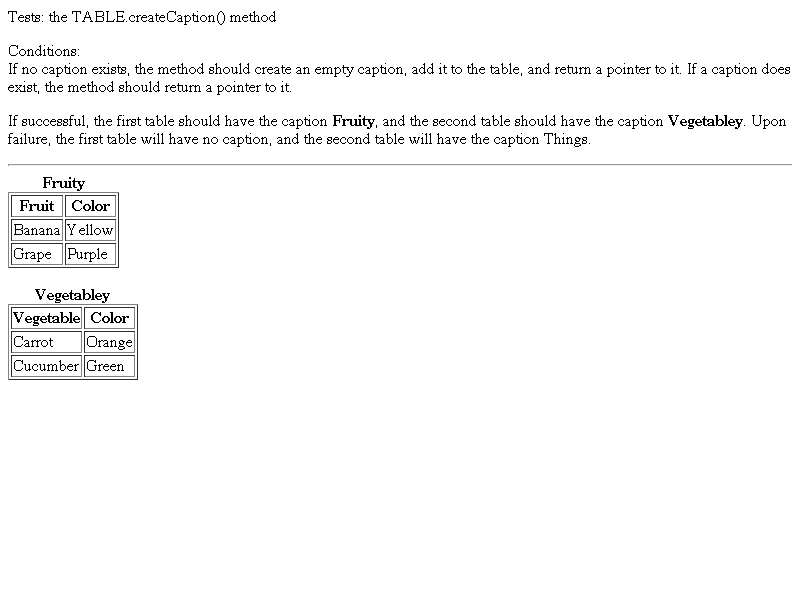 Tests: the TABLE.createCaption() method
Conditions:
If no caption exists, the method should create an empty caption, add it to the table, and return a pointer to it. If a caption does
exist, the method should return a pointer to it.
If successful, the first table should have the caption Fruity, and the second table should have the caption Vegetabley. Upon
failure, the first table will have no caption, and the second table will have the caption Things.
Fruity
Fruit Color
Banana Yellow
Grape Purple
Vegetabley
Vegetable Color
Carrot Orange
Cucumber Green